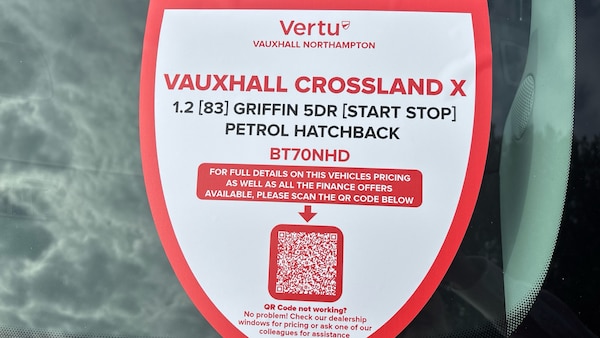 Vertu
VAUXHALL NORTHAMPTON
VAUXHALL CROSSLAND X
1.2 [83] GRIFFIN 5DR [START STOP]
PETROL HATCHBACK
BT70NHD
FOR FULL DETAILS ON THIS VEHICLES PRICING
AS WELL AS ALL THE FINANCE OFFERS
AVAILABLE, PLEASE SCAN THE QR CODE BELOW
QR Code not working?
No problem! Check our dealership
windows for pricing or ask one of our
colleagues for assistance